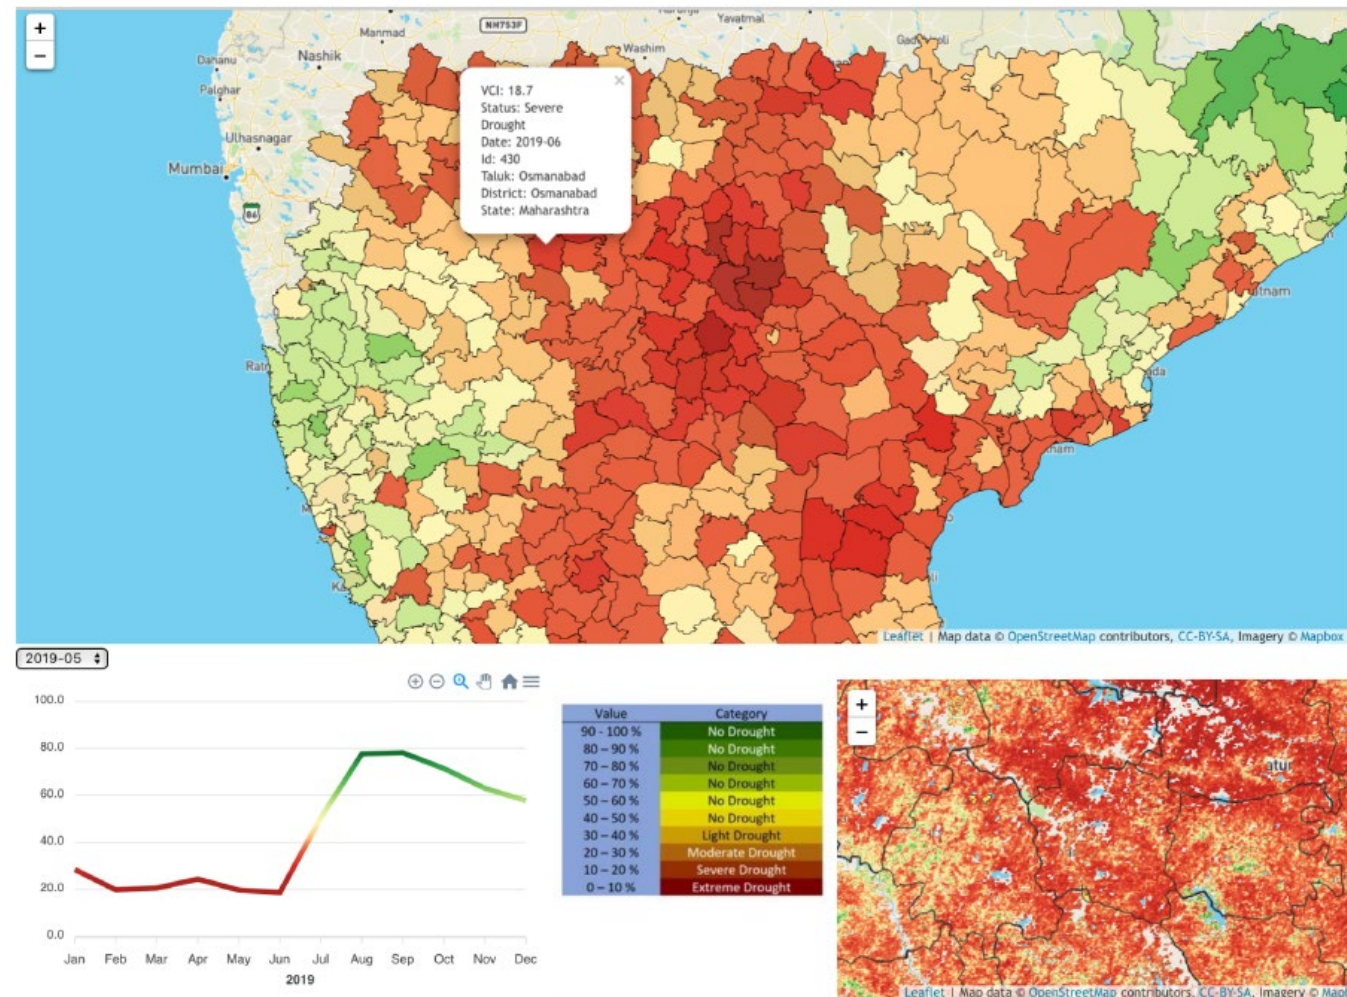 +
−
Manmad
NH753F
Yavatmal
Washim
Dahanu
Nashik
Palghar
Ulhasnagar
Mumbai
66
×
VCI: 18.7
Status: Severe
Drought
Date: 2019-06
Id: 430
Taluk: Osmanabad
District: Osmanabad
State: Maharashtra
Leaflet | Map data © OpenStreetMap contributors, CC-BY-SA, Imagery © Mapbox
2019-05
100.0
80.0
60.0
40.0
20.0
0.0
Jan Feb Mar Apr May Jun Jul Aug Sep Oct Nov Dec
2019
Value Category
90 - 100 % No Drought
80 – 90 % No Drought
70 – 80 % No Drought
60 – 70 % No Drought
50 – 60 % No Drought
40 – 50 % No Drought
30 – 40 % Light Drought
20 – 30 % Moderate Drought
10 – 20 % Severe Drought
0 – 10 % Extreme Drought
+
−
atur
Leaflet | Map data © OpenStreetMap contributors, CC-BY-SA, Imagery © Map